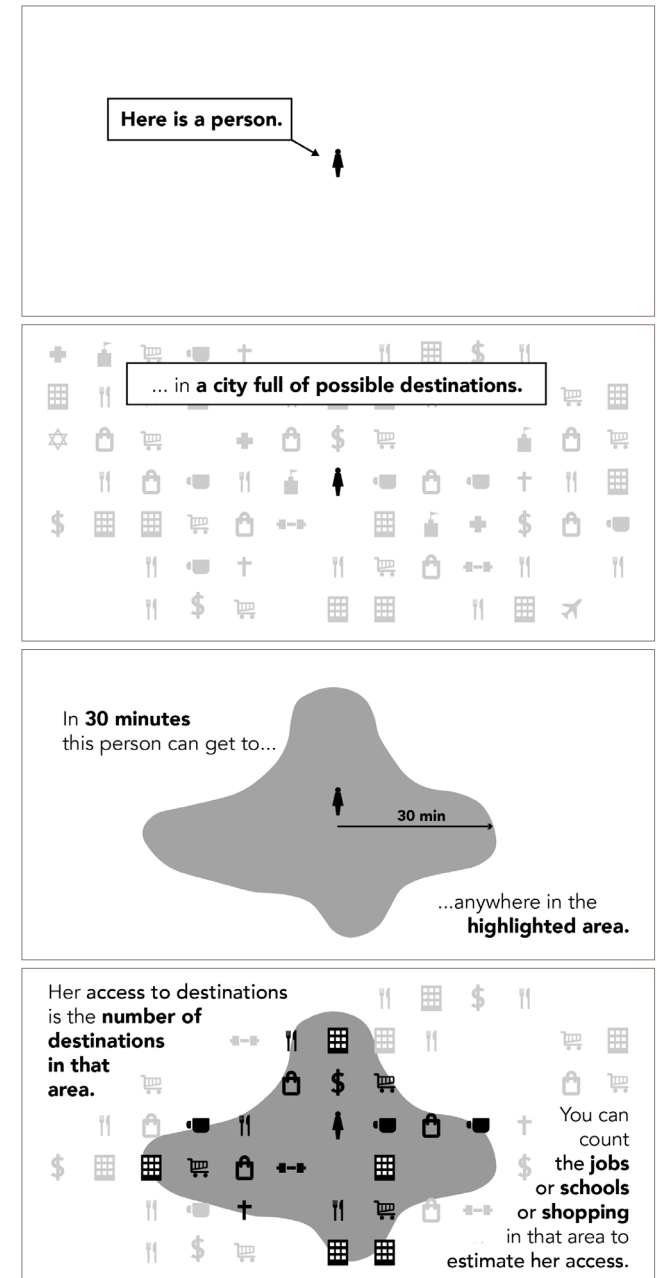 Here is a person.
... in a city full of possible destinations.
In 30 minutes
this person can get to...
30 min
...anywhere in the
highlighted area.
Her access to destinations
is the number of
destinations
in that
area.
You can
count
the jobs
or schools
or shopping
in that area to
estimate her access.